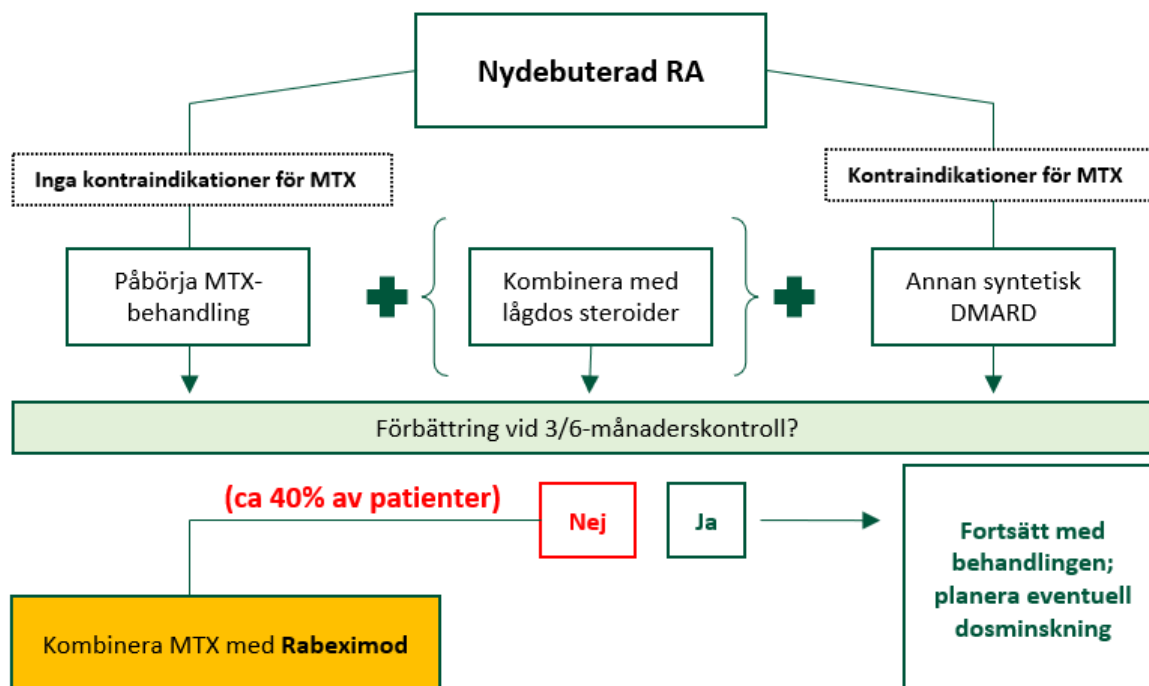 Nydebuterad RA
Inga kontraindikationer för MTX
Kontraindikationer för MTX
Påbörja MTX-
behandling
Kombinera med
lågdos steroider
Annan syntetisk
DMARD
Förbättring vid 3/6-månaderskontroll?
(ca 40% av patienter)
Nej
Ja
Fortsätt med
behandlingen;
planera eventuell
dosminskning
Kombinera MTX med Rabeximod